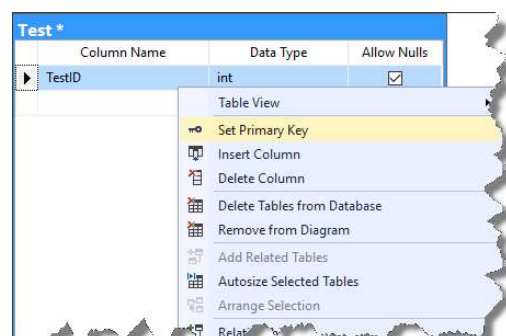 Test *
Column Name Data Type Allow Nulls
TestID int
Table View
Set Primary Key
Insert Column
Delete Column
Delete Tables from Database
Remove from Diagram
Add Related Tables
Autosize Selected Tables
Arrange Selection